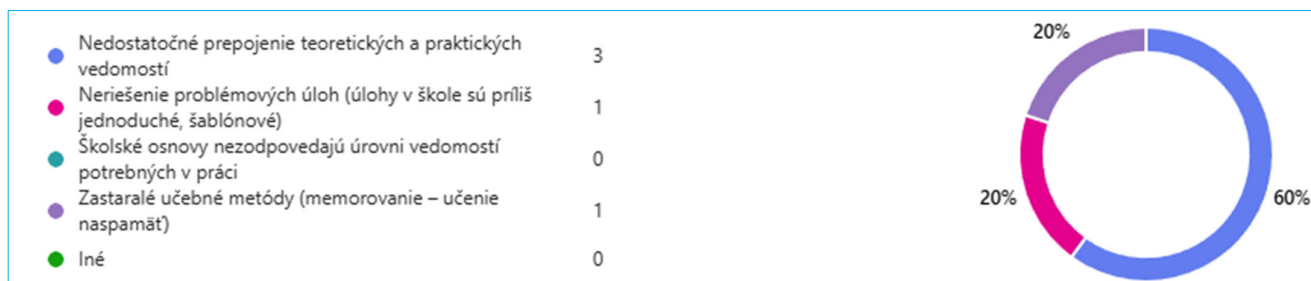 Nedostatočné prepojenie teoretických a praktických
vedomostí
3
Neriešenie problémových úloh (úlohy v škole sú príliš
jednoduché, šablónové)
1
Školské osnovy nezodpovedajú úrovni vedomostí
potrebných v práci
0
Zastaralé učebné metódy (memorovanie – učenie
naspamäť)
1
Iné
0
20%
20%
60%